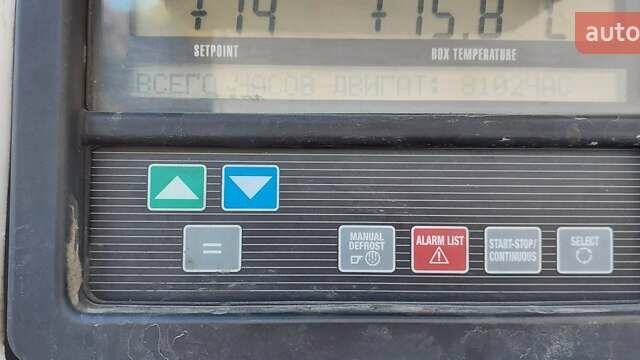 +14 +15.8 C
auto
SETPOINT BOX TEMPERATURE
ВСЕГО ЧАСОВ ДВИГАТ: 8102ЧАС
MANUAL DEFROST
ALARM LIST
START-STOP/ CONTINUOUS
SELECT
=